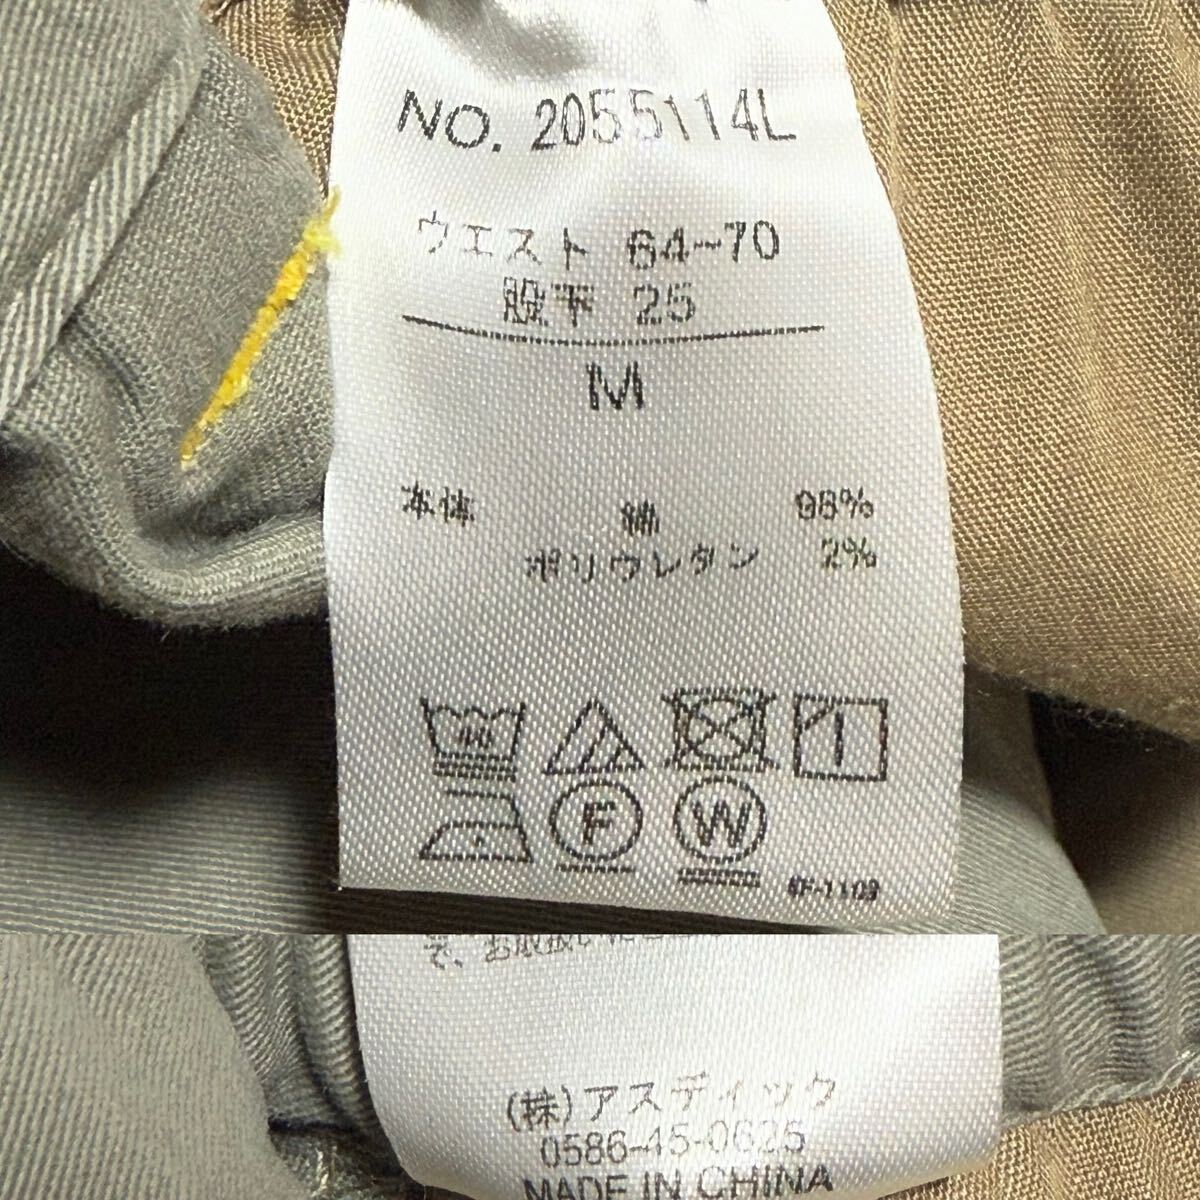 NO. 2055114L
ウエスト 64-70
股下 25
M
本体 綿 98%
ポリウレタン 2%
40
F W
(株)アスティック
0586-45-0625
MADE IN CHINA